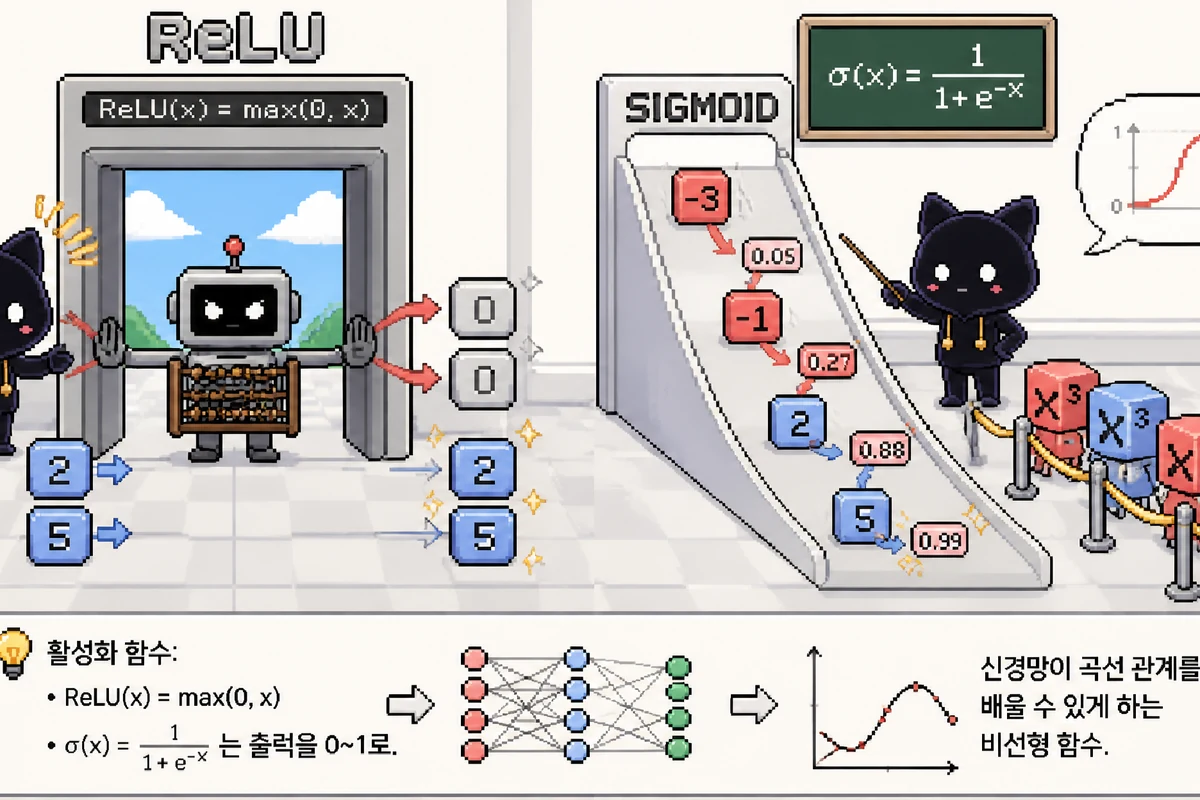 ReLU
ReLU(x) = max(0, x)
0
0
2
2
5
5
SIGMOID
σ(x) = 1 / (1 + e^-x)
-3
0.05
-1
0.27
2
0.88
5
0.99
1
0
X³
X³
X
활성화 함수:
• ReLU(x) = max(0, x)
• σ(x) = 1 / (1 + e^-x) 는 출력을 0~1로.
신경망이 곡선 관계를
배울 수 있게 하는
비선형 함수.